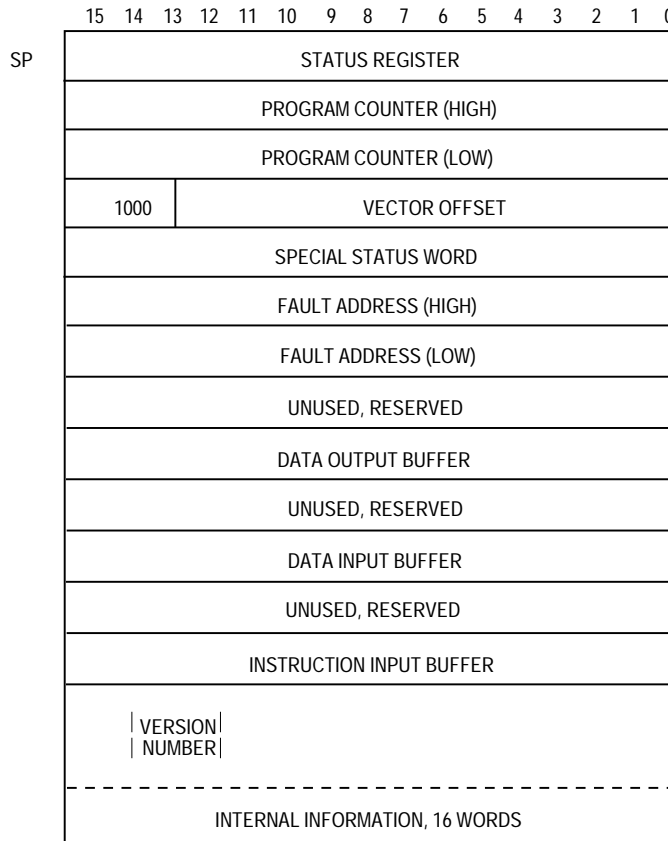 15 14 13 12 11 10 9 8 7 6 5 4 3 2 1 0
SP STATUS REGISTER
PROGRAM COUNTER (HIGH)
PROGRAM COUNTER (LOW)
1000 VECTOR OFFSET
SPECIAL STATUS WORD
FAULT ADDRESS (HIGH)
FAULT ADDRESS (LOW)
UNUSED, RESERVED
DATA OUTPUT BUFFER
UNUSED, RESERVED
DATA INPUT BUFFER
UNUSED, RESERVED
INSTRUCTION INPUT BUFFER
VERSION
NUMBER
INTERNAL INFORMATION, 16 WORDS